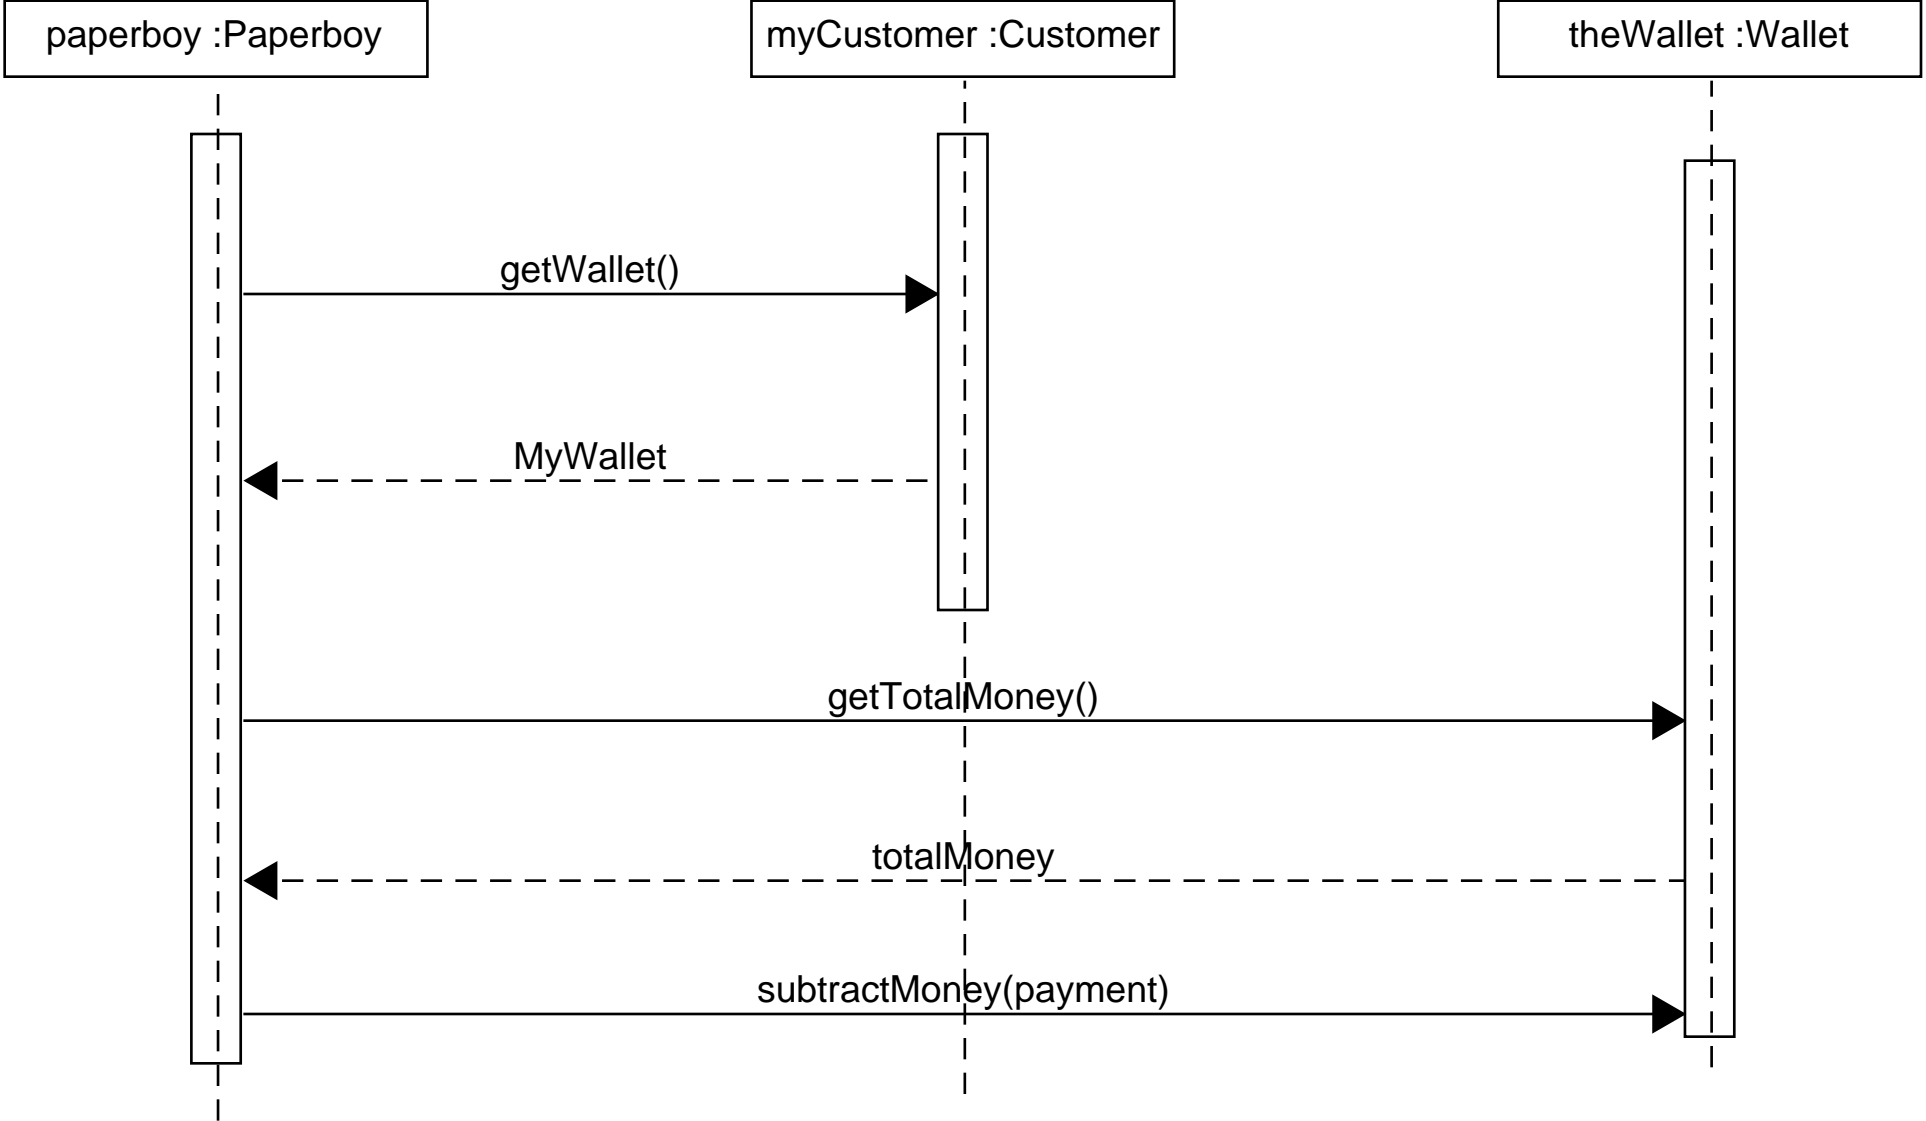 paperboy :Paperboy
myCustomer :Customer
theWallet :Wallet
getWallet()
MyWallet
getTotalMoney()
totalMoney
subtractMoney(payment)